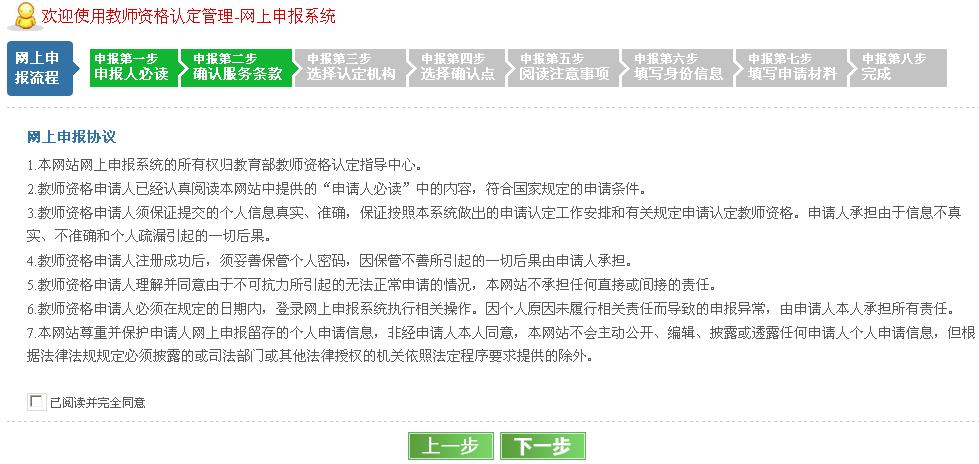 欢迎使用教师资格认定管理-网上申报系统
网上申
报流程
申报第一步
申报人必读
申报第二步
确认服务条款
申报第三步
选择认定机构
申报第四步
选择确认点
申报第五步
阅读注意事项
申报第六步
填写身份信息
申报第七步
填写申请材料
申报第八步
完成
网上申报协议
1.本网站网上申报系统的所有权归教育部教师资格认定指导中心。
2.教师资格申请人已经认真阅读本网站中提供的“申请人必读”中的内容，符合国家规定的申请条件。
3.教师资格申请人须保证提交的个人信息真实、准确，保证按照本系统做出的申请认定工作安排和有关规定申请认定教师资格。申请人承担由于信息不真
实、不准确和个人疏漏引起的一切后果。
4.教师资格申请人注册成功后，须妥善保管个人密码，因保管不善所引起的一切后果由申请人承担。
5.教师资格申请人理解并同意由于不可抗力所引起的无法正常申请的情况，本网站不承担任何直接或间接的责任。
6.教师资格申请人必须在规定的日期内，登录网上申报系统执行相关操作。因个人原因未履行相关责任而导致的申报异常，由申请人本人承担所有责任。
7.本网站尊重并保护申请人网上申报留存的个人申请信息，非经申请人本人同意，本网站不会主动公开、编辑、披露或透露任何申请人个人申请信息，但根
据法律法规规定必须披露的或司法部门或其他法律授权的机关依照法定程序要求提供的除外。
已阅读并完全同意
上一步
下一步